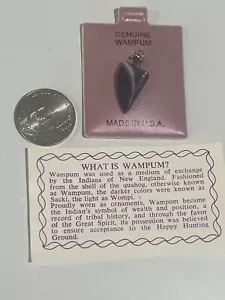 GENUINE
WAMPUM
MADE IN U.S.A.
WHAT IS WAMPUM?
Wampum was used as a medium of exchange
by the Indians of New England. Fashioned
from the shell of the quahog, otherwise known
as Wampum, the darker colors were known as
Sacki, the light as Wompi.
Proudly worn as ornaments, Wampum became
the Indian's symbol of wealth and position, a
record of tribal history, and through the favor
of the Great Spirit, its possession was believed
to ensure acceptance to the Happy Hunting
Ground.